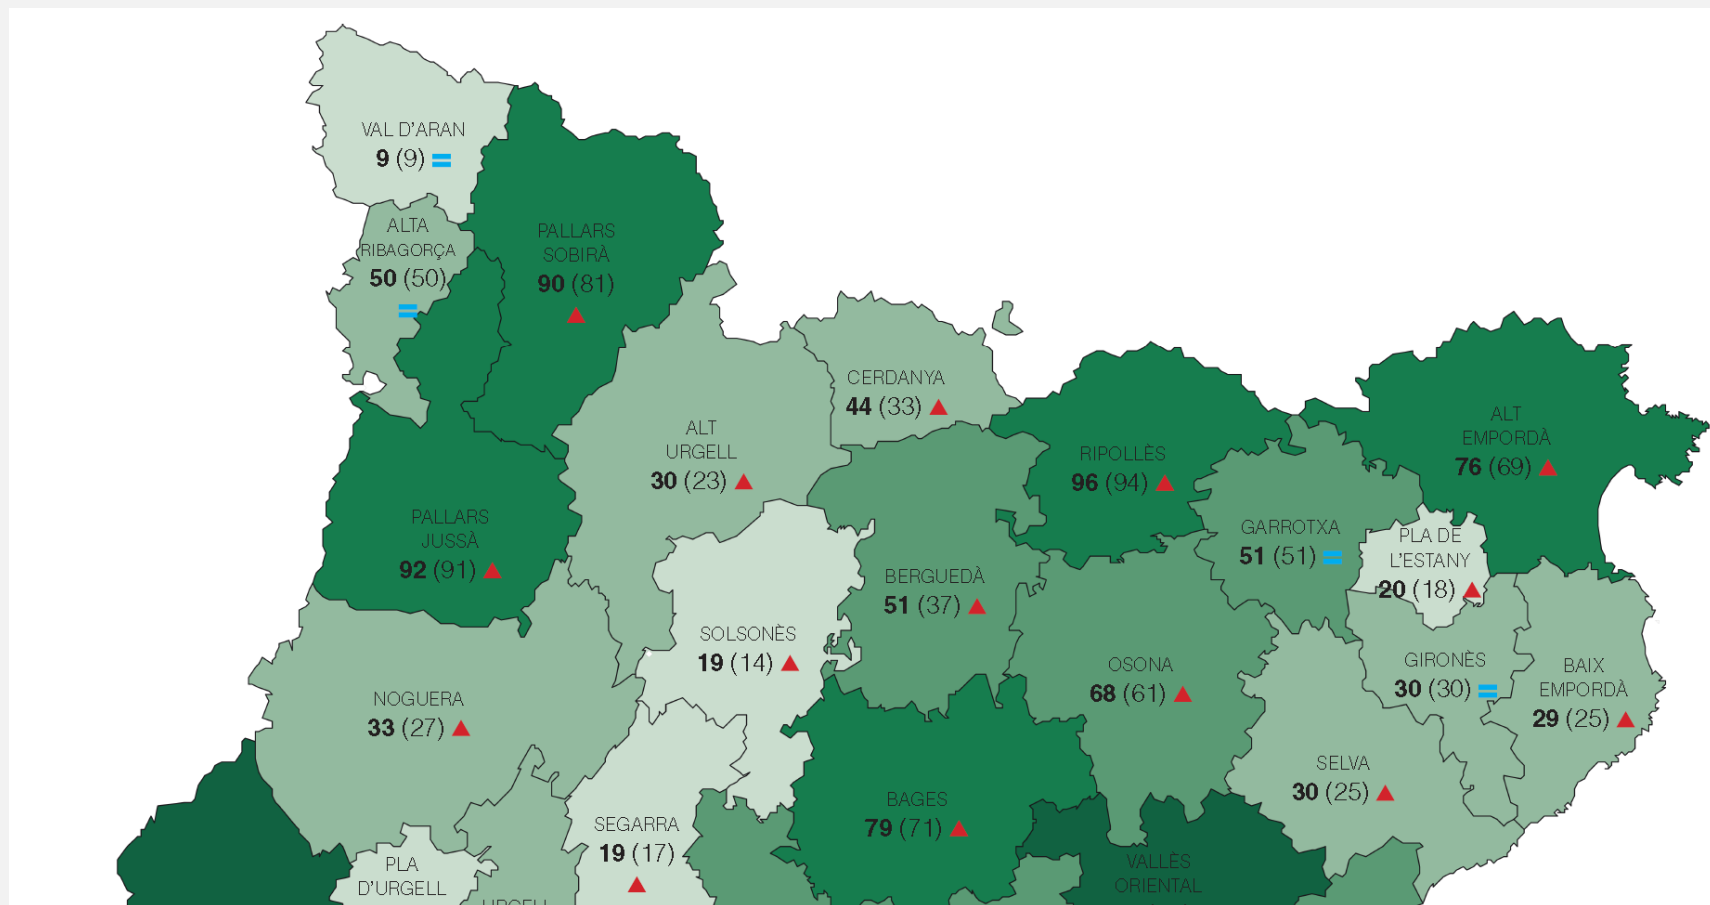 VAL D'ARAN
9 (9)
ALTA
RIBAGORÇA
50 (50)
PALLARS
SOBIRÀ
90 (81)
CERDANYA
44 (33)
ALT
URGELL
30 (23)
RIPOLLÈS
96 (94)
ALT
EMPORDÀ
76 (69)
PALLARS
JUSSÀ
92 (91)
GARROTXA
51 (51)
PLA DE
L'ESTANY
20 (18)
BERGUEDÀ
51 (37)
SOLSONÈS
19 (14)
OSONA
68 (61)
GIRONÈS
30 (30)
BAIX
EMPORDÀ
29 (25)
NOGUERA
33 (27)
SELVA
30 (25)
BAGES
79 (71)
SEGARRA
19 (17)
PLA
D'URGELL
VALLÈS
ORIENTAL
URGELL